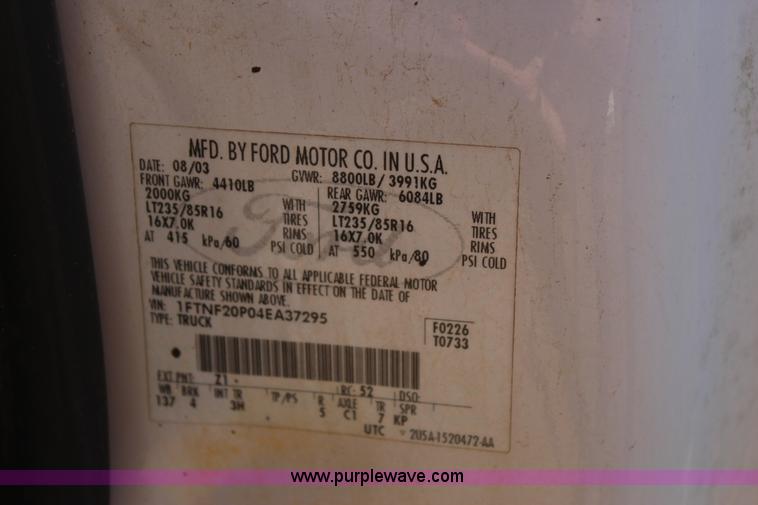 MFD. BY FORD MOTOR CO. IN U.S.A.
DATE: 08/03 GVWR: 8800LB/ 3991KG
FRONT GAWR: 4410LB REAR GAWR: 6084LB
2000KG WITH 2759KG WITH
LT235/85R16 TIRES LT235/85R16 TIRES
16X7.0K RIMS 16X7.0K RIMS
AT 415 kPa/60 PSI COLD AT 550 kPa/80 PSI COLD
Ford
THIS VEHICLE CONFORMS TO ALL APPLICABLE FEDERAL MOTOR
VEHICLE SAFETY STANDARDS IN EFFECT ON THE DATE OF
MANUFACTURE SHOWN ABOVE.
VIN: 1FTNF20P04EA37295
TYPE: TRUCK
F0226
T0733
EXT PNT: Z1 RC: 52 DSO:
WB BRK INT TR TP/PS R AXLE TR SPR
137 4 3H 5 C1 7 KP
UTC 2U5A-1520472-AA
www.purplewave.com